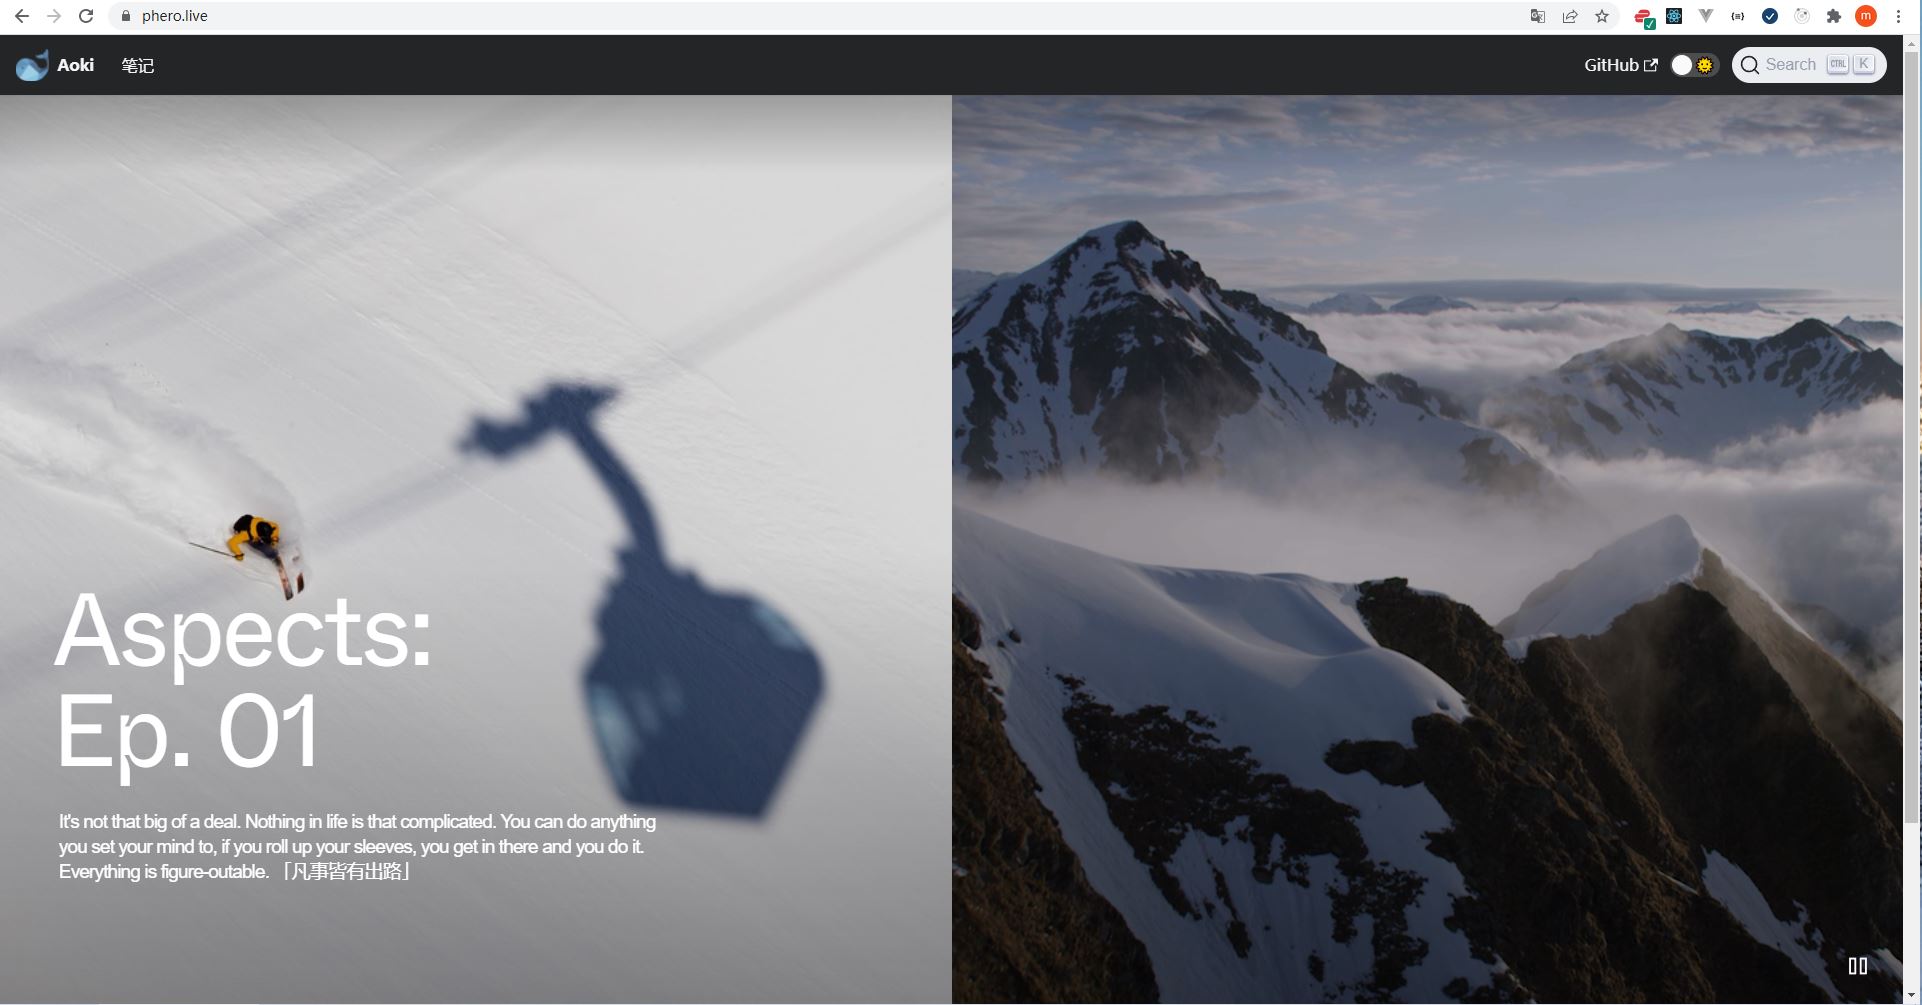 phero.live
m
Aoki
笔记
GitHub
Search
CTRL
K
Aspects:
Ep. 01
It's not that big of a deal. Nothing in life is that complicated. You can do anything
you set your mind to, if you roll up your sleeves, you get in there and you do it.
Everything is figure-outable. 「凡事皆有出路」